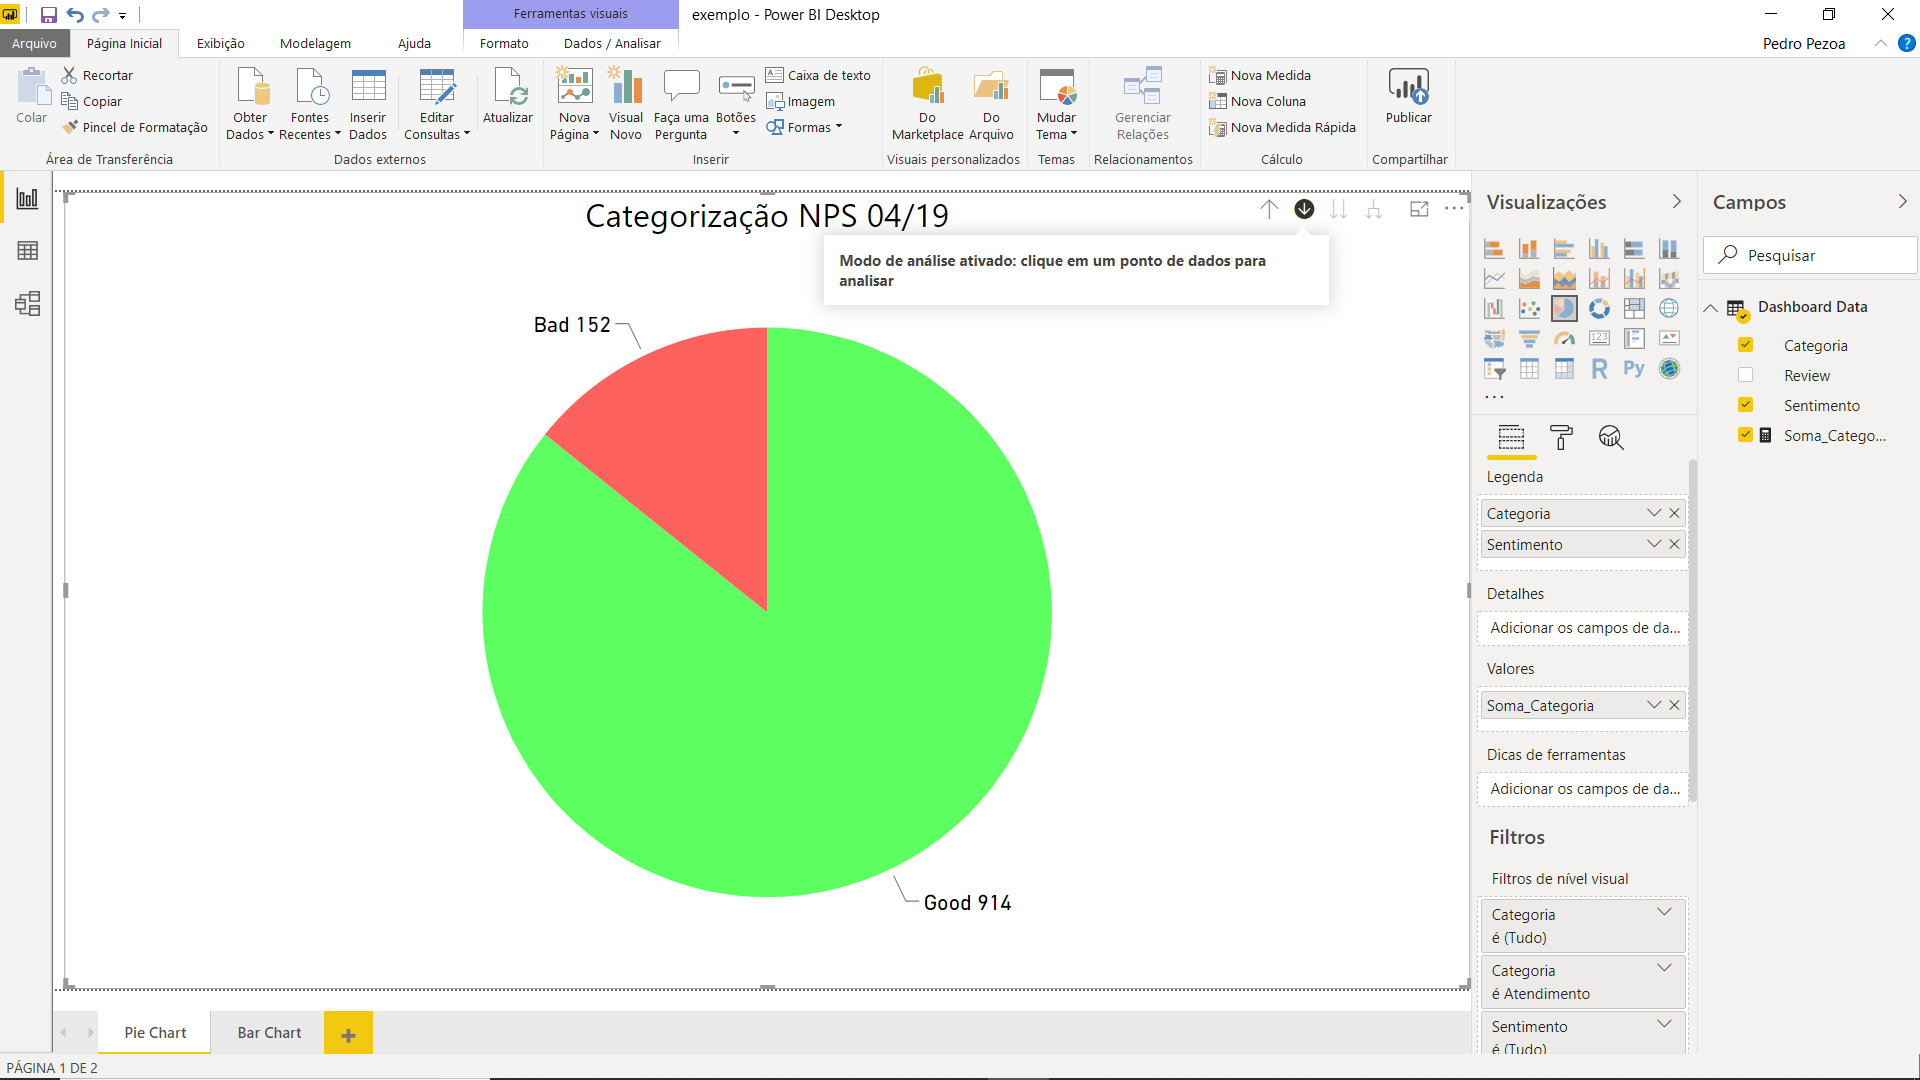 Ferramentas visuais
exemplo - Power BI Desktop
Arquivo
Página Inicial
Exibição
Modelagem
Ajuda
Formato
Dados / Analisar
Pedro Pezoa
?
Colar
Recortar
Copiar
Pincel de Formatação
Área de Transferência
Obter
Dados
Fontes
Recentes
Inserir
Dados
Editar
Consultas
Atualizar
Dados externos
Nova
Página
Visual
Novo
Faça uma
Pergunta
Botões
Caixa de texto
Imagem
Formas
Inserir
Do
Marketplace
Do
Arquivo
Visuais personalizados
Mudar
Tema
Temas
Gerenciar
Relações
Relacionamentos
Nova Medida
Nova Coluna
Nova Medida Rápida
Cálculo
Publicar
Compartilhar
Categorização NPS 04/19
Modo de análise ativado: clique em um ponto de dados para
analisar
Bad 152
Good 914
Visualizações
123
R
Py
Legenda
Categoria
Sentimento
Detalhes
Adicionar os campos de da...
Valores
Soma_Categoria
Dicas de ferramentas
Adicionar os campos de da...
Filtros
Filtros de nível visual
Categoria
é (Tudo)
Categoria
é Atendimento
Sentimento
é (Tudo)
Campos
Pesquisar
Dashboard Data
Categoria
Review
Sentimento
Soma_Catego...
Pie Chart
Bar Chart
PÁGINA 1 DE 2